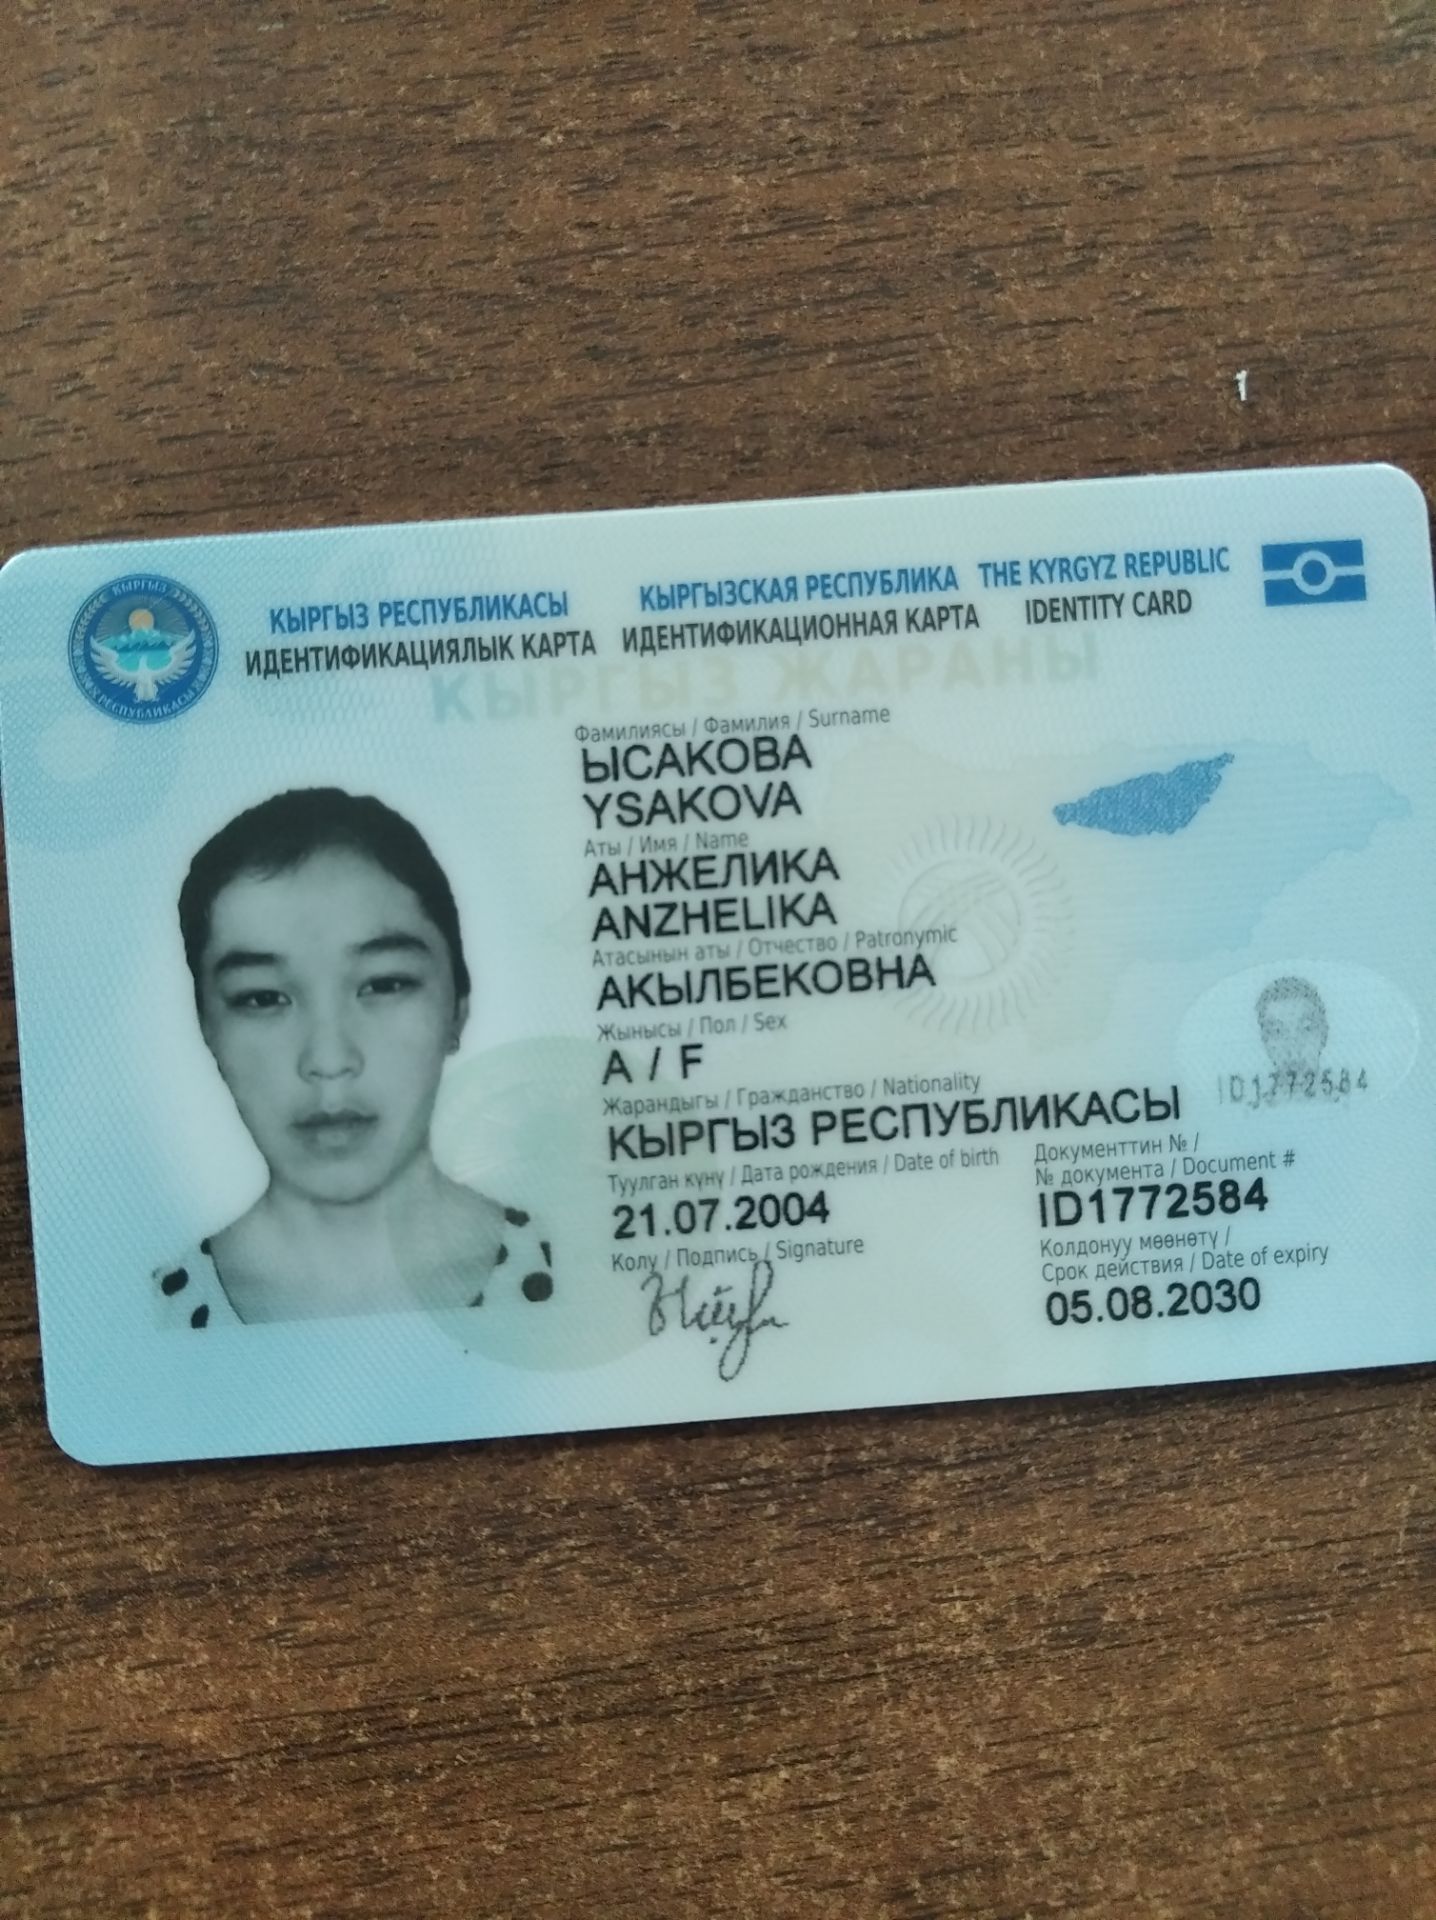 КЫРГЫЗ РЕСПУБЛИКАСЫ КЫРГЫЗСКАЯ РЕСПУБЛИКА THE KYRGYZ REPUBLIC
ИДЕНТИФИКАЦИЯЛЫК КАРТА ИДЕНТИФИКАЦИОННАЯ КАРТА IDENTITY CARD
КЫРГЫЗ
РЕСПУБЛИКАСЫ
КЫРГЫЗ ЖАРАНЫ
Фамилиясы / Фамилия / Surname
ЫСАКОВА
YSAKOVA
Аты / Имя / Name
АНЖЕЛИКА
ANZHELIKA
Атасынын аты / Отчество / Patronymic
АКЫЛБЕКОВНА
Жынысы / Пол / Sex
А / F
Жарандыгы / Гражданство / Nationality
КЫРГЫЗ РЕСПУБЛИКАСЫ
ID1772584
Туулган күнү / Дата рождения / Date of birth
21.07.2004
Документтин № /
№ документа / Document #
ID1772584
Колу / Подпись / Signature
Колдонуу мөөнөтү /
Срок действия / Date of expiry
05.08.2030